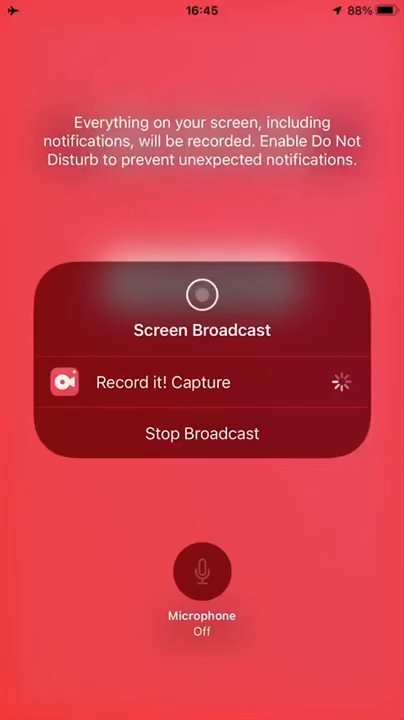 16:45
88%
Everything on your screen, including
notifications, will be recorded. Enable Do Not
Disturb to prevent unexpected notifications.
Screen Broadcast
Record it! Capture
Stop Broadcast
Microphone
Off